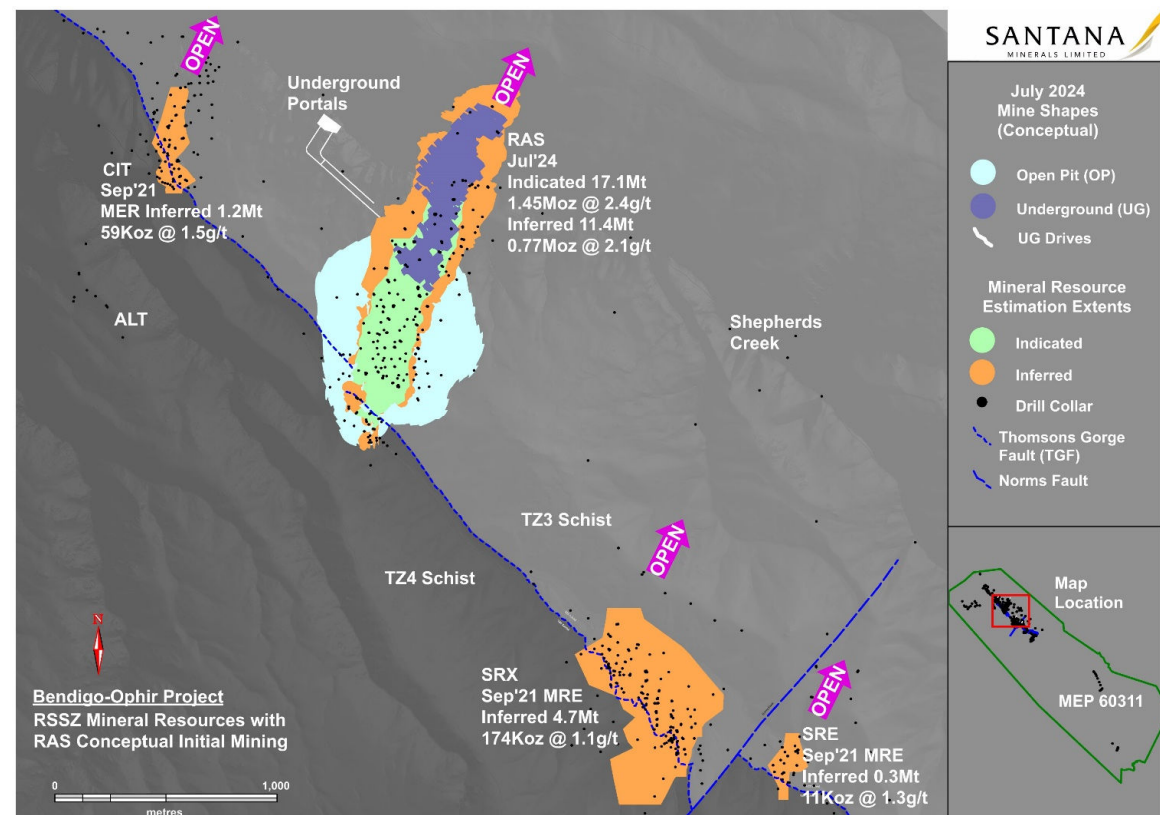 OPEN
Underground
Portals
OPEN
RAS
Jul'24
Indicated 17.1Mt
1.45Moz @ 2.4g/t
Inferred 11.4Mt
0.77Moz @ 2.1g/t
CIT
Sep'21
MER Inferred 1.2Mt
59Koz @ 1.5g/t
ALT
Shepherds
Creek
TZ3 Schist
OPEN
TZ4 Schist
N
SRX
Sep'21 MRE
Inferred 4.7Mt
174Koz @ 1.1g/t
OPEN
SRE
Sep'21 MRE
Inferred 0.3Mt
11Koz @ 1.3g/t
Bendigo-Ophir Project
RSSZ Mineral Resources with
RAS Conceptual Initial Mining
0 1,000
metres
SANTANA
MINERALS LIMITED
July 2024
Mine Shapes
(Conceptual)
Open Pit (OP)
Underground (UG)
UG Drives
Mineral Resource
Estimation Extents
Indicated
Inferred
Drill Collar
Thomsons Gorge
Fault (TGF)
Norms Fault
Map
Location
MEP 60311